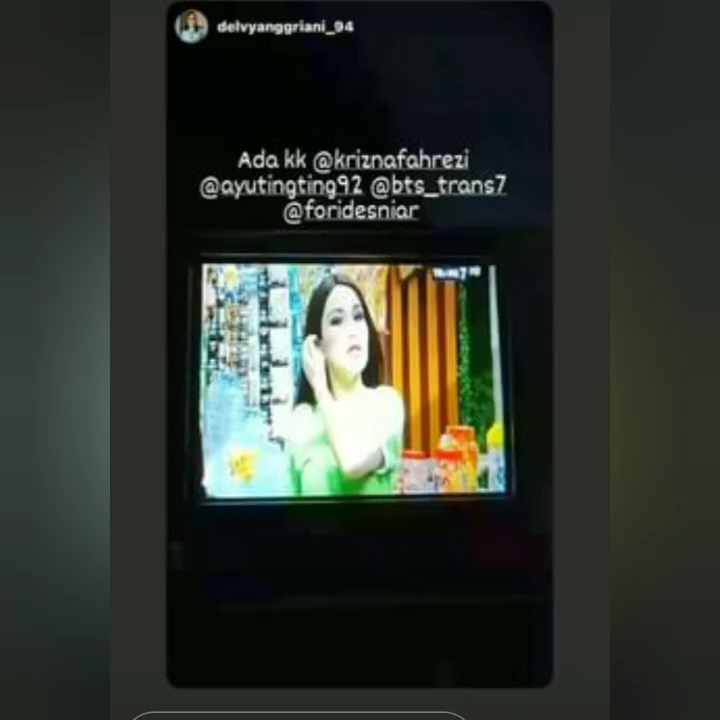 delvyanggriani_94
Ada kk @kriznafahrezi
@ayutingting92 @bts_trans7
@foridesniar